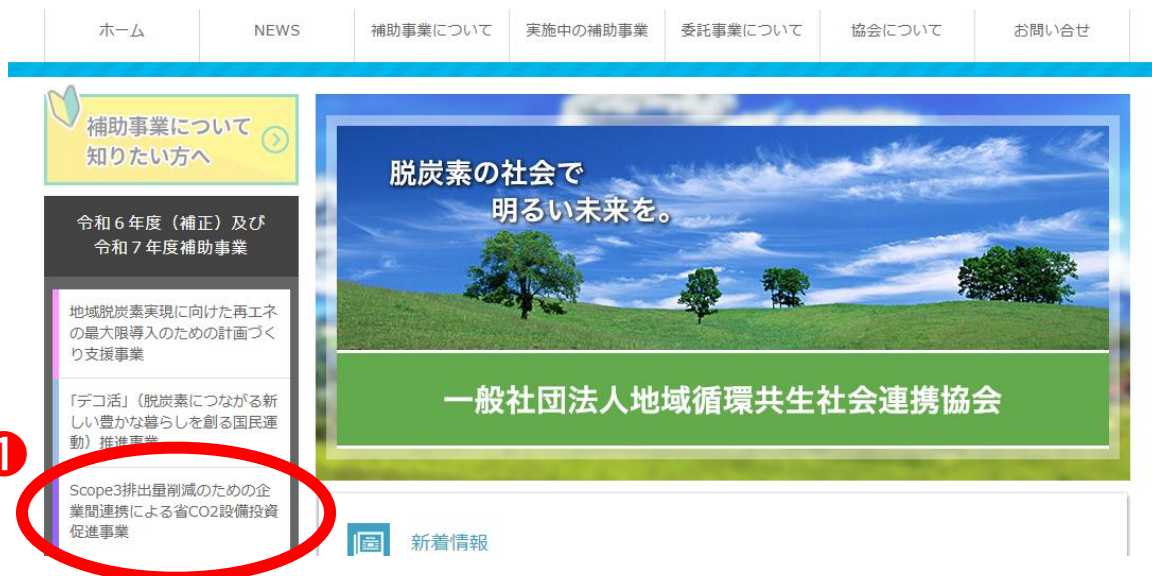 ホーム
NEWS
補助事業について
実施中の補助事業
委託事業について
協会について
お問い合せ
補助事業について
知りたい方へ
令和６年度（補正）及び
令和７年度補助事業
地域脱炭素実現に向けた再エネ
の最大限導入のための計画づく
り支援事業
「デコ活」（脱炭素につながる新
しい豊かな暮らしを創る国民運
動）推進事業
1
Scope3排出量削減のための企
業間連携による省CO2設備投資
促進事業
脱炭素の社会で
明るい未来を。
一般社団法人地域循環共生社会連携協会
新着情報